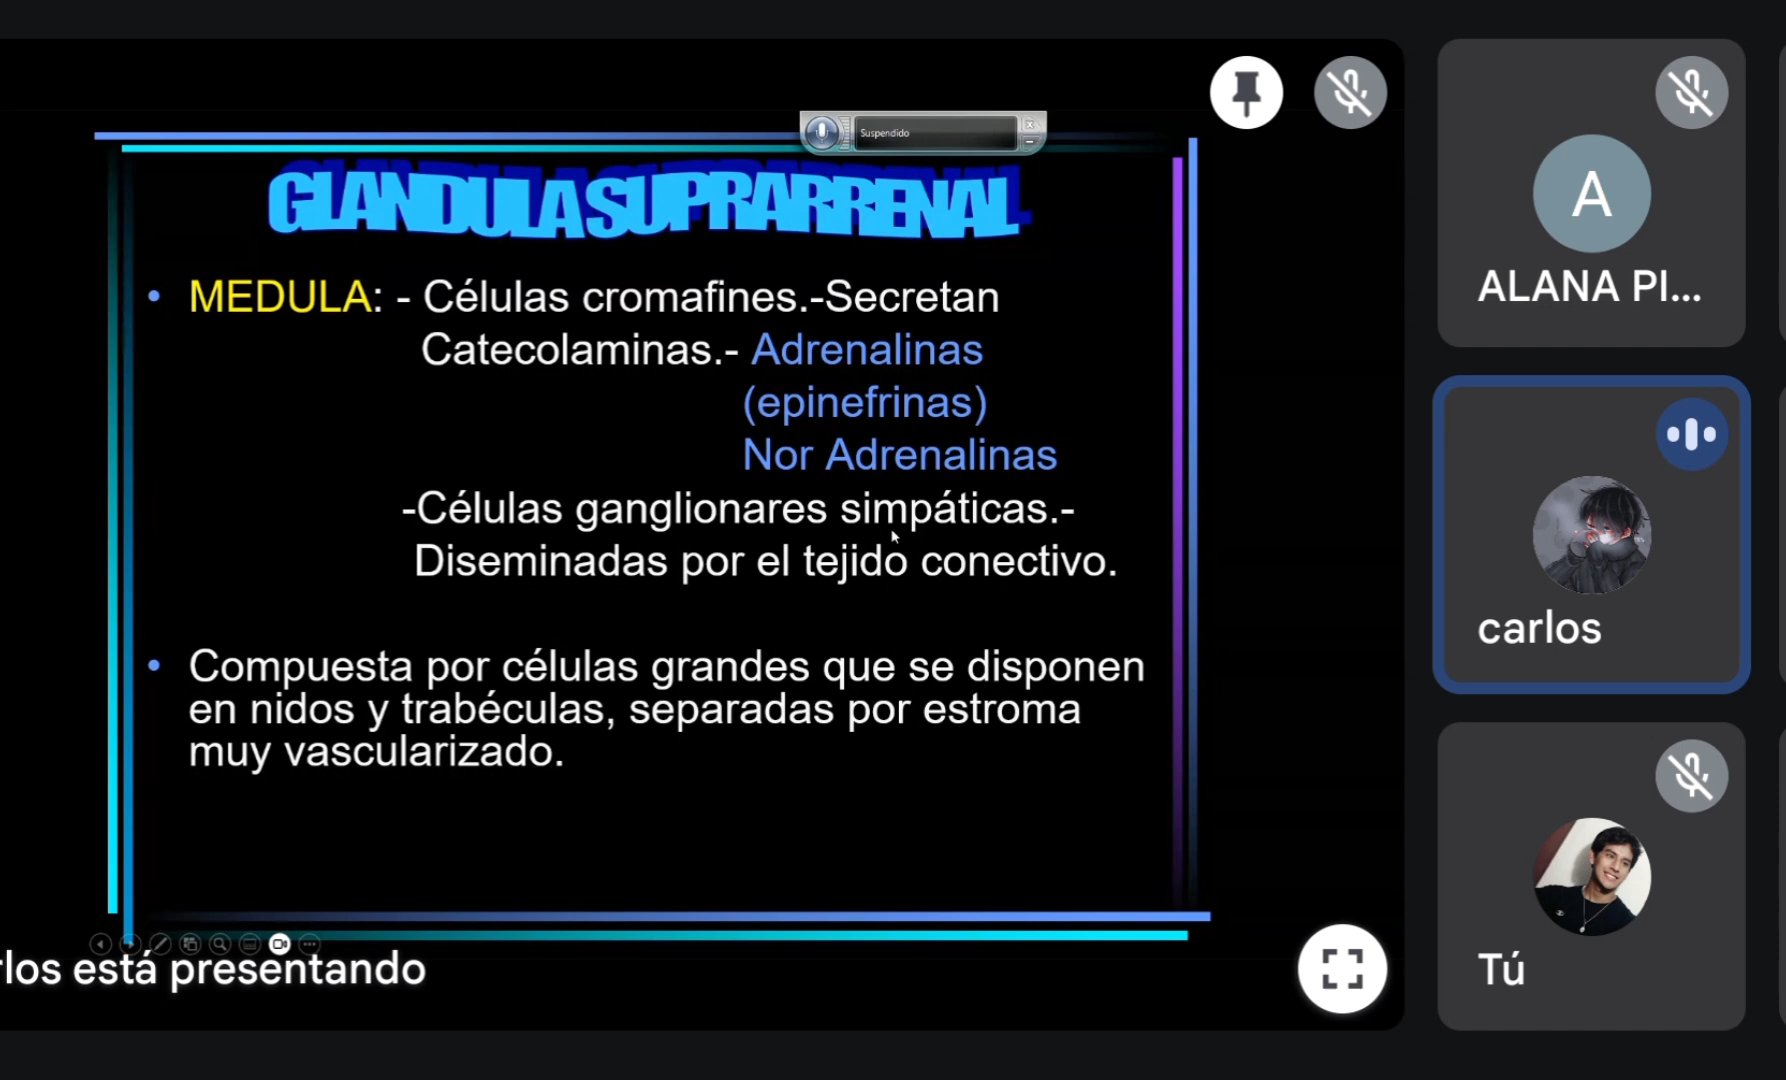 Suspendido
GLANDULA SUPRARRENAL
• MEDULA: - Células cromafines.-Secretan
Catecolaminas.- Adrenalinas
(epinefrinas)
Nor Adrenalinas
-Células ganglionares simpáticas.-
Diseminadas por el tejido conectivo.
• Compuesta por células grandes que se disponen
en nidos y trabéculas, separadas por estroma
muy vascularizado.
rlos está presentando
A
ALANA PI...
carlos
Tú